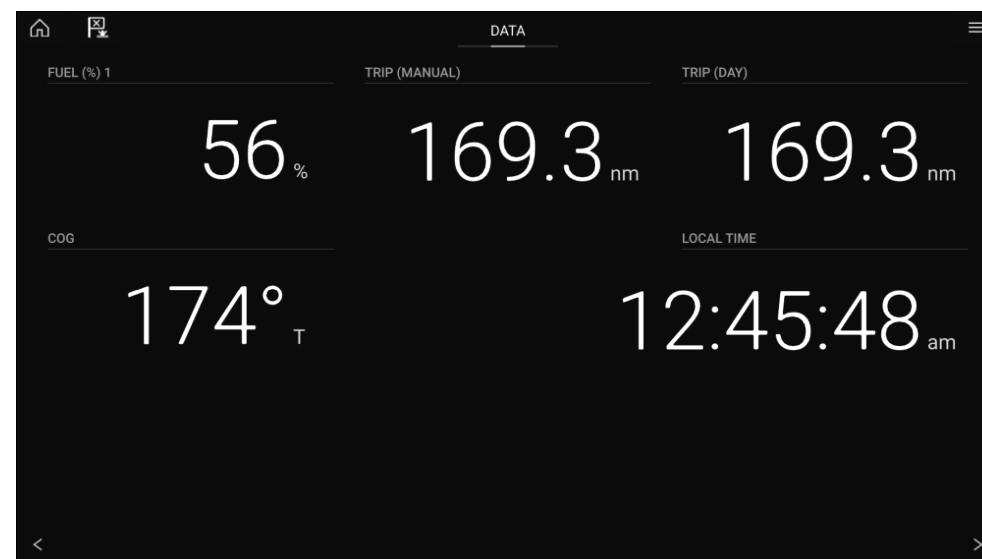 DATA
FUEL (%) 1
TRIP (MANUAL)
TRIP (DAY)
56 %
169.3 nm
169.3 nm
COG
LOCAL TIME
174° T
12:45:48 am